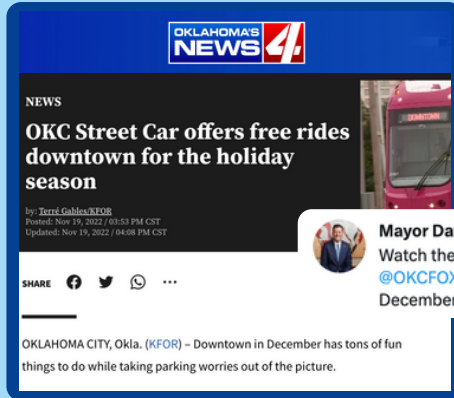 OKLAHOMA'S
NEWS 4
NEWS
OKC Street Car offers free rides
downtown for the holiday
season
by: Terré Gables/KFOR
Posted: Nov 19, 2022 / 03:53 PM CST
Updated: Nov 19, 2022 / 04:08 PM CST
DOWNTOWN
Mayor Da
Watch the
@OKCFOX
December
SHARE
OKLAHOMA CITY, Okla. (KFOR) – Downtown in December has tons of fun
things to do while taking parking worries out of the picture.